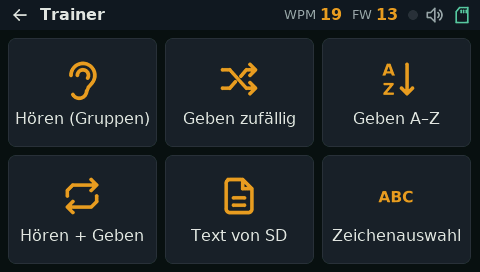 Trainer
WPM 19 FW 13
Hören (Gruppen)
Geben zufällig
A
Z
Geben A–Z
Hören + Geben
Text von SD
ABC
Zeichenauswahl